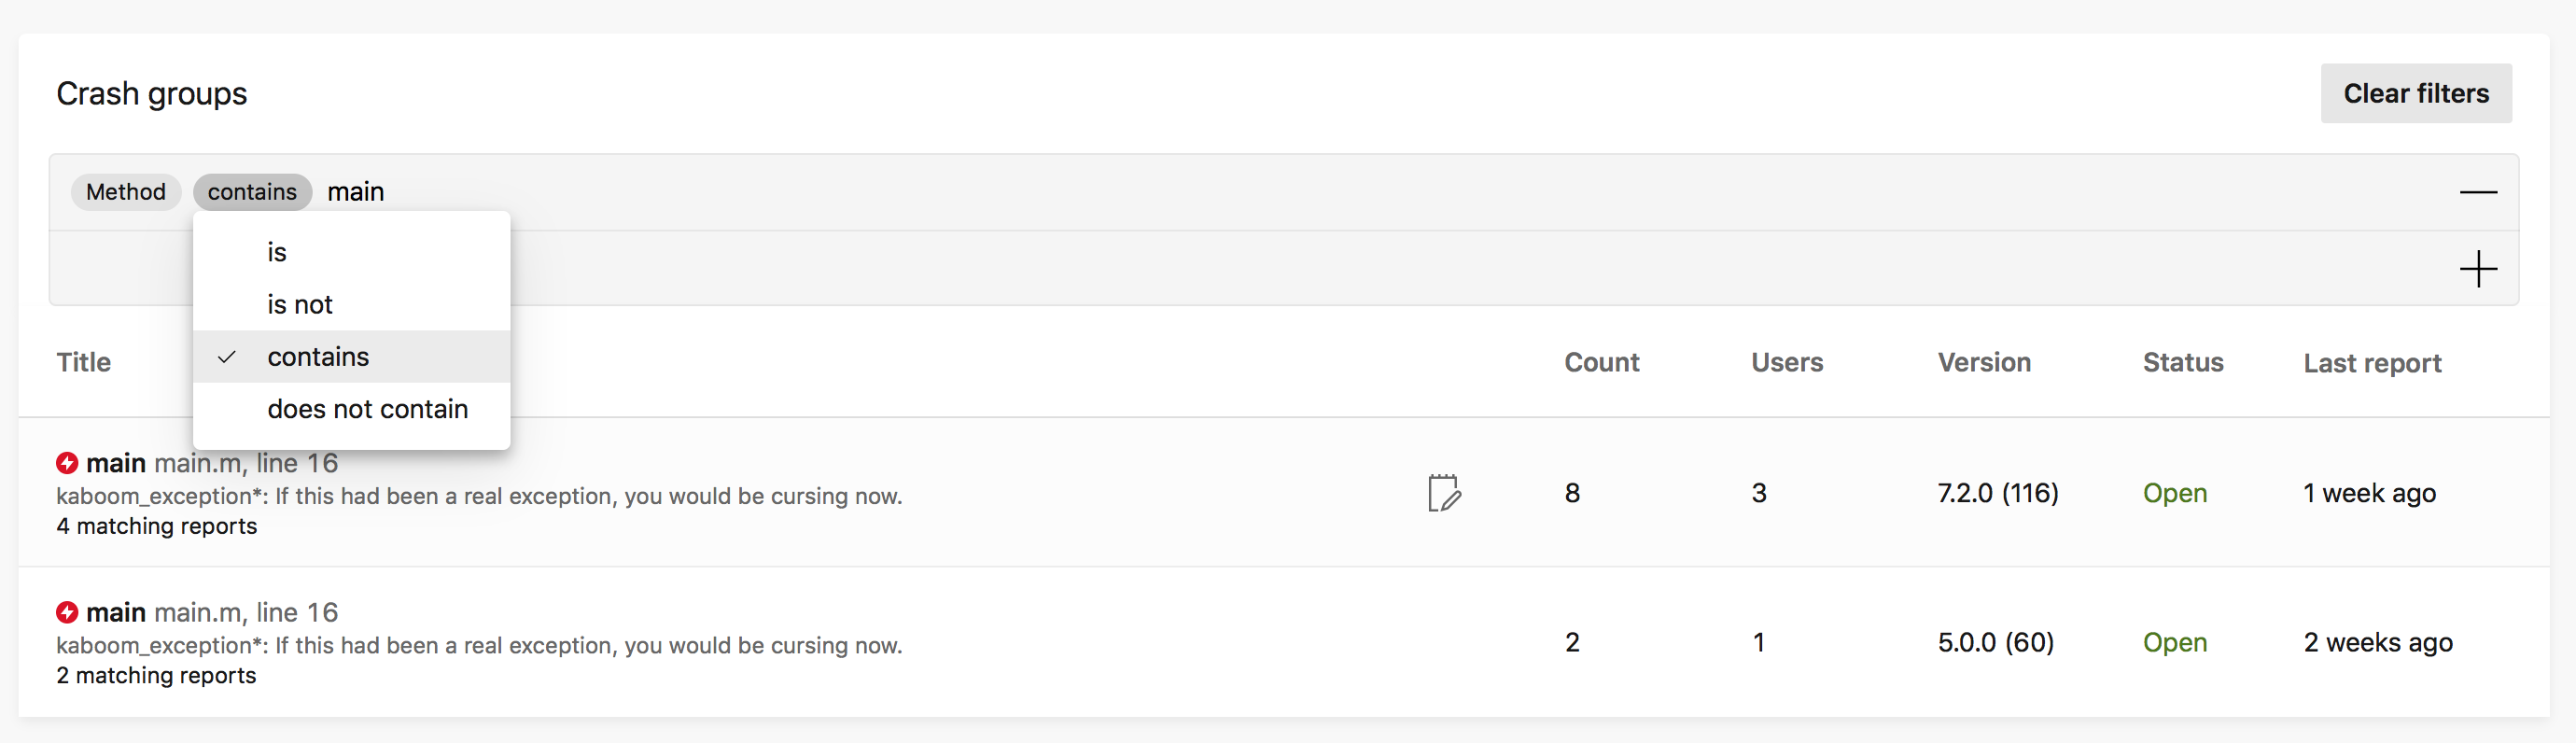 Crash groups
Clear filters
Method contains main
is
is not
contains
does not contain
Title Count Users Version Status Last report
main main.m, line 16
kaboom_exception*: If this had been a real exception, you would be cursing now.
4 matching reports
8 3 7.2.0 (116) Open 1 week ago
main main.m, line 16
kaboom_exception*: If this had been a real exception, you would be cursing now.
2 matching reports
2 1 5.0.0 (60) Open 2 weeks ago